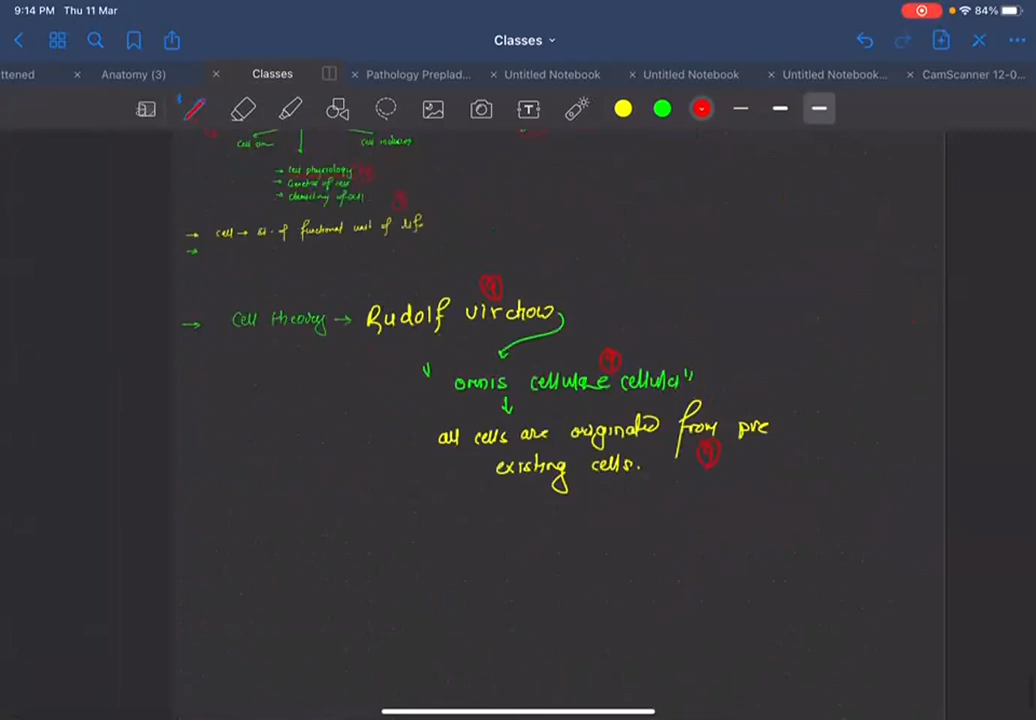 9:14 PM Thu 11 Mar 84%
Classes
ttened Anatomy (3) Classes Pathology Preplad... Untitled Notebook Untitled Notebook Untitled Notebook... CamScanner 12-0...
→ Cell physiology
→ cell → st. of functional unit of life
→ Cell theory → Rudolf virchow
"omnis cellulare cellula"
↓
all cells are originated from pre
existing cells.